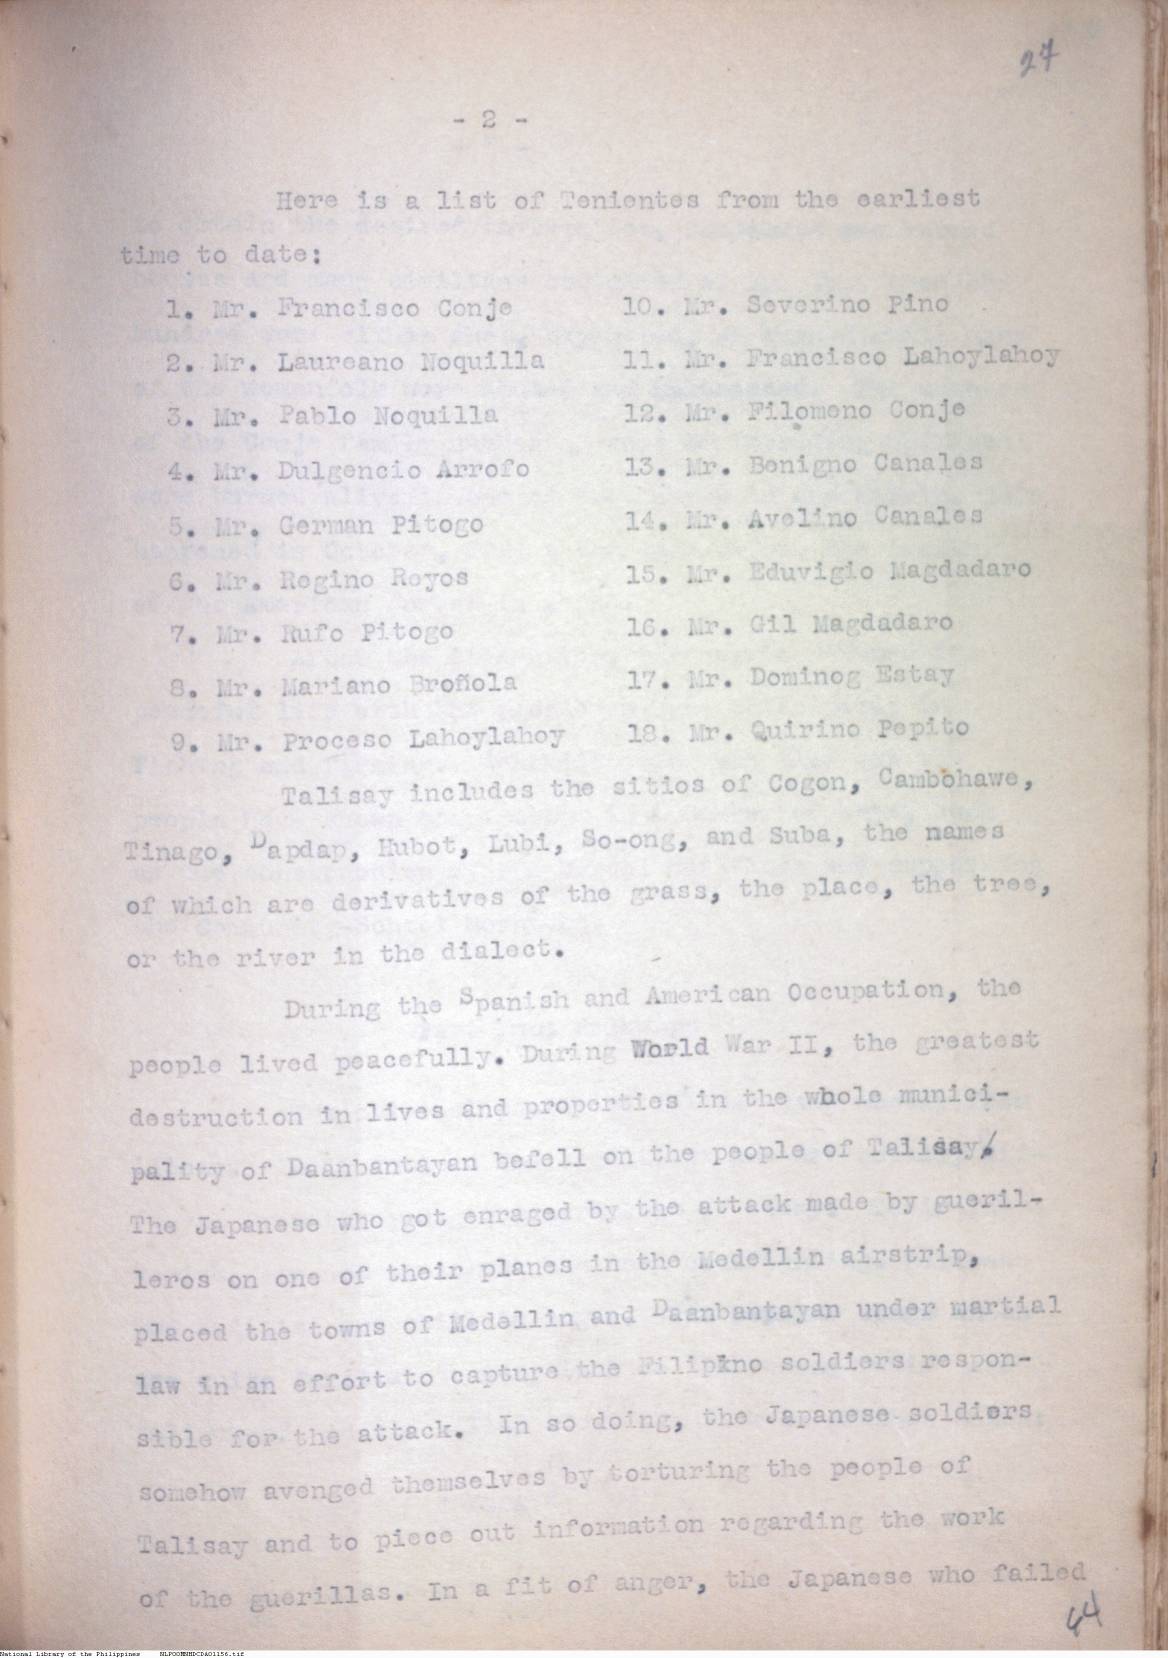 27
- 2 -
Here is a list of Tenientes from the earliest
time to date:
1. Mr. Francisco Conje
2. Mr. Laureano Noquilla
3. Mr. Pablo Noquilla
4. Mr. Dulgencio Arrofo
5. Mr. German Pitogo
6. Mr. Regino Reyes
7. Mr. Rufo Pitogo
8. Mr. Mariano Broñola
9. Mr. Proceso Lahoylahoy
10. Mr. Severino Pino
11. Mr. Francisco Lahoylahoy
12. Mr. Filomeno Conje
13. Mr. Benigno Canales
14. Mr. Avelino Canales
15. Mr. Eduvigio Magdadaro
16. Mr. Gil Magdadaro
17. Mr. Dominog Estay
18. Mr. Quirino Pepito
Talisay includes the sitios of Cogon, Cambohawe,
Tinago, Dapdap, Hubot, Lubi, So-ong, and Suba, the names
of which are derivatives of the grass, the place, the tree,
or the river in the dialect.
During the Spanish and American Occupation, the
people lived peacefully. During World War II, the greatest
destruction in lives and properties in the whole munici-
pality of Daanbantayan befell on the people of Talisay.
The Japanese who got enraged by the attack made by gueril-
leros on one of their planes in the Medellin airstrip,
placed the towns of Medellin and Daanbantayan under martial
law in an effort to capture the Filipino soldiers respon-
sible for the attack. In so doing, the Japanese soldiers
somehow avenged themselves by torturing the people of
Talisay and to piece out information regarding the work
of the guerillas. In a fit of anger, the Japanese who failed
64
National Library of the Philippines NLPOOMNHDCDA01156.tif